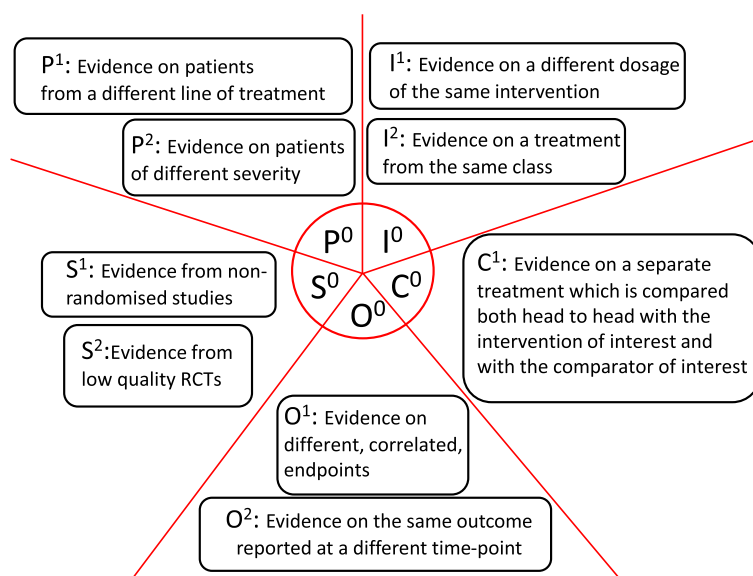 P¹: Evidence on patients
from a different line of treatment
P²: Evidence on patients
of different severity
I¹: Evidence on a different dosage
of the same intervention
I²: Evidence on a treatment
from the same class
P⁰ I⁰
S⁰ C⁰
O⁰
S¹: Evidence from non-
randomised studies
S²:Evidence from
low quality RCTs
C¹: Evidence on a separate
treatment which is compared
both head to head with the
intervention of interest and
with the comparator of interest
O¹: Evidence on
different, correlated,
endpoints
O²: Evidence on the same outcome
reported at a different time-point